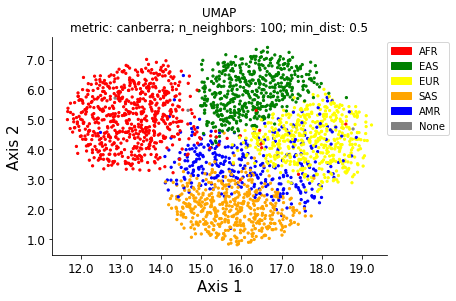 UMAP
metric: canberra; n_neighbors: 100; min_dist: 0.5
AFR
EAS
EUR
SAS
AMR
None
Axis 2
7.0
6.0
5.0
4.0
3.0
2.0
1.0
12.0 13.0 14.0 15.0 16.0 17.0 18.0 19.0
Axis 1